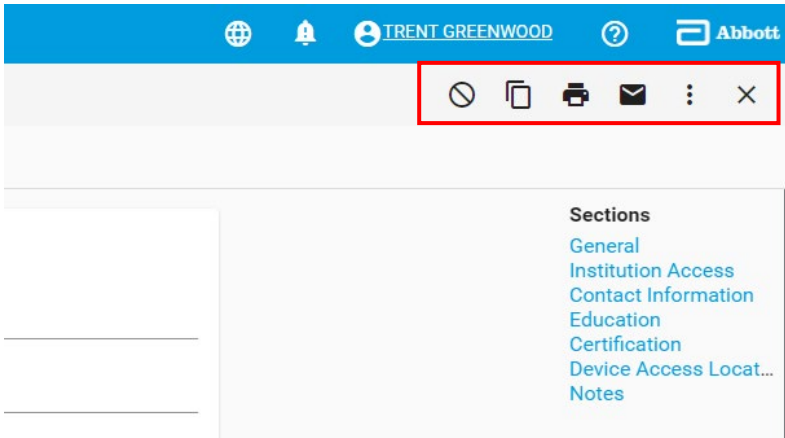 TRENT GREENWOOD
Abbott
Sections
General
Institution Access
Contact Information
Education
Certification
Device Access Locat...
Notes